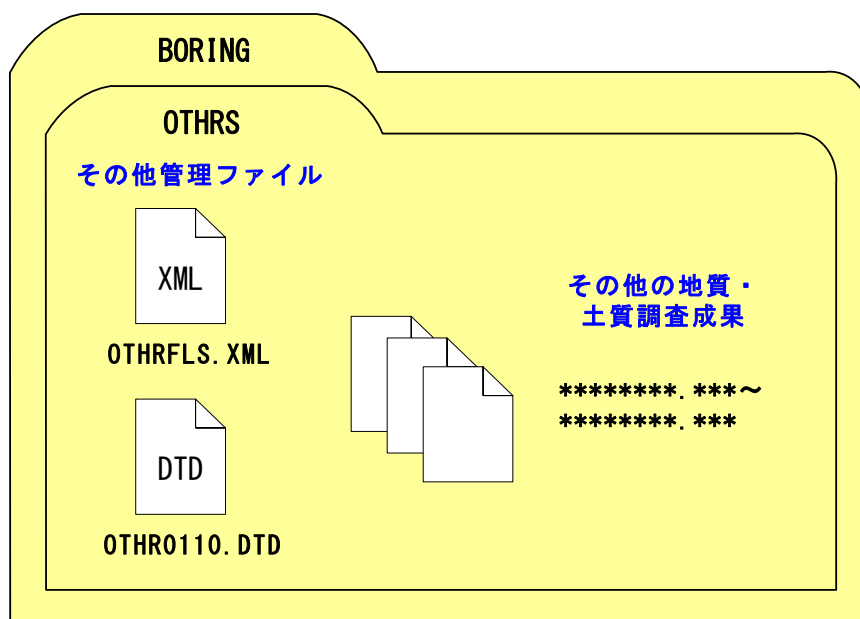 BORING
OTHRS
その他管理ファイル
XML
OTHRFLS.XML
DTD
OTHR0110.DTD
その他の地質・
土質調査成果
********.***～
********.***